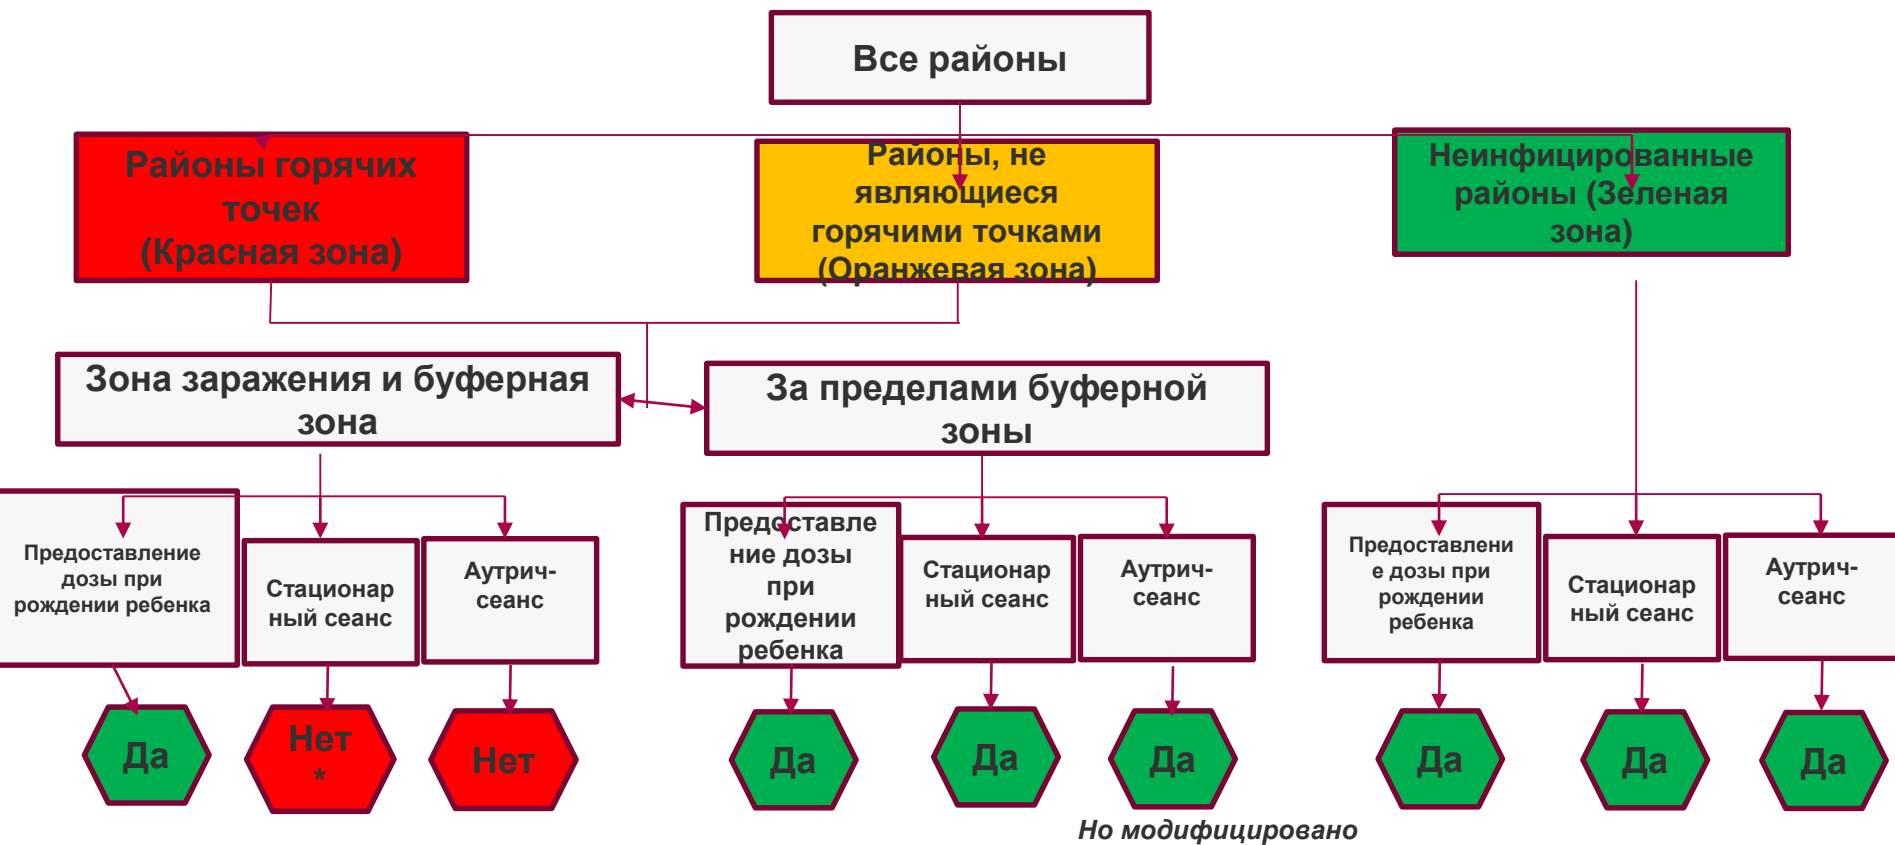 Все районы
Районы горячих
точек
(Красная зона)
Районы, не
являющиеся
горячими точками
(Оранжевая зона)
Неинфицированные
районы (Зеленая
зона)
Зона заражения и буферная
зона
За пределами буферной
зоны
Предоставление
дозы при
рождении ребенка
Стационар
ный сеанс
Аутрич-
сеанс
Предоставле
ние дозы
при
рождении
ребенка
Стационар
ный сеанс
Аутрич-
сеанс
Предоставлени
е дозы при
рождении
ребенка
Стационар
ный сеанс
Аутрич-
сеанс
Да
Нет
*
Нет
Да
Да
Да
Да
Да
Да
Но модифицировано